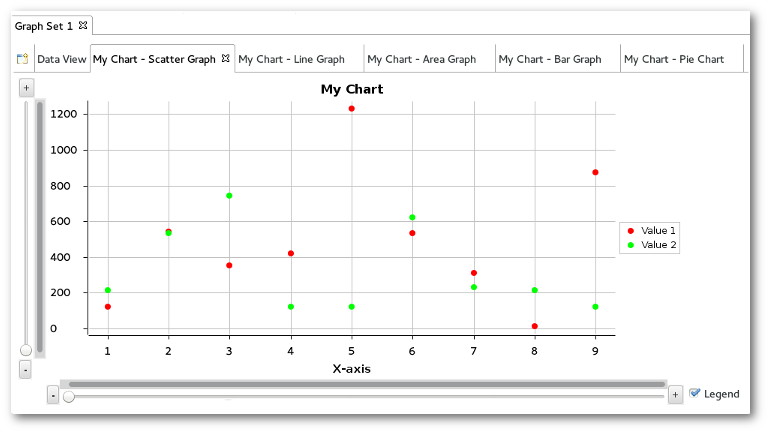 Graph Set 1
Data View My Chart - Scatter Graph My Chart - Line Graph My Chart - Area Graph My Chart - Bar Graph My Chart - Pie Chart
+
My Chart
1200
1000
800
600
400
200
0
Value 1
Value 2
1 2 3 4 5 6 7 8 9
-
X-axis
- + Legend